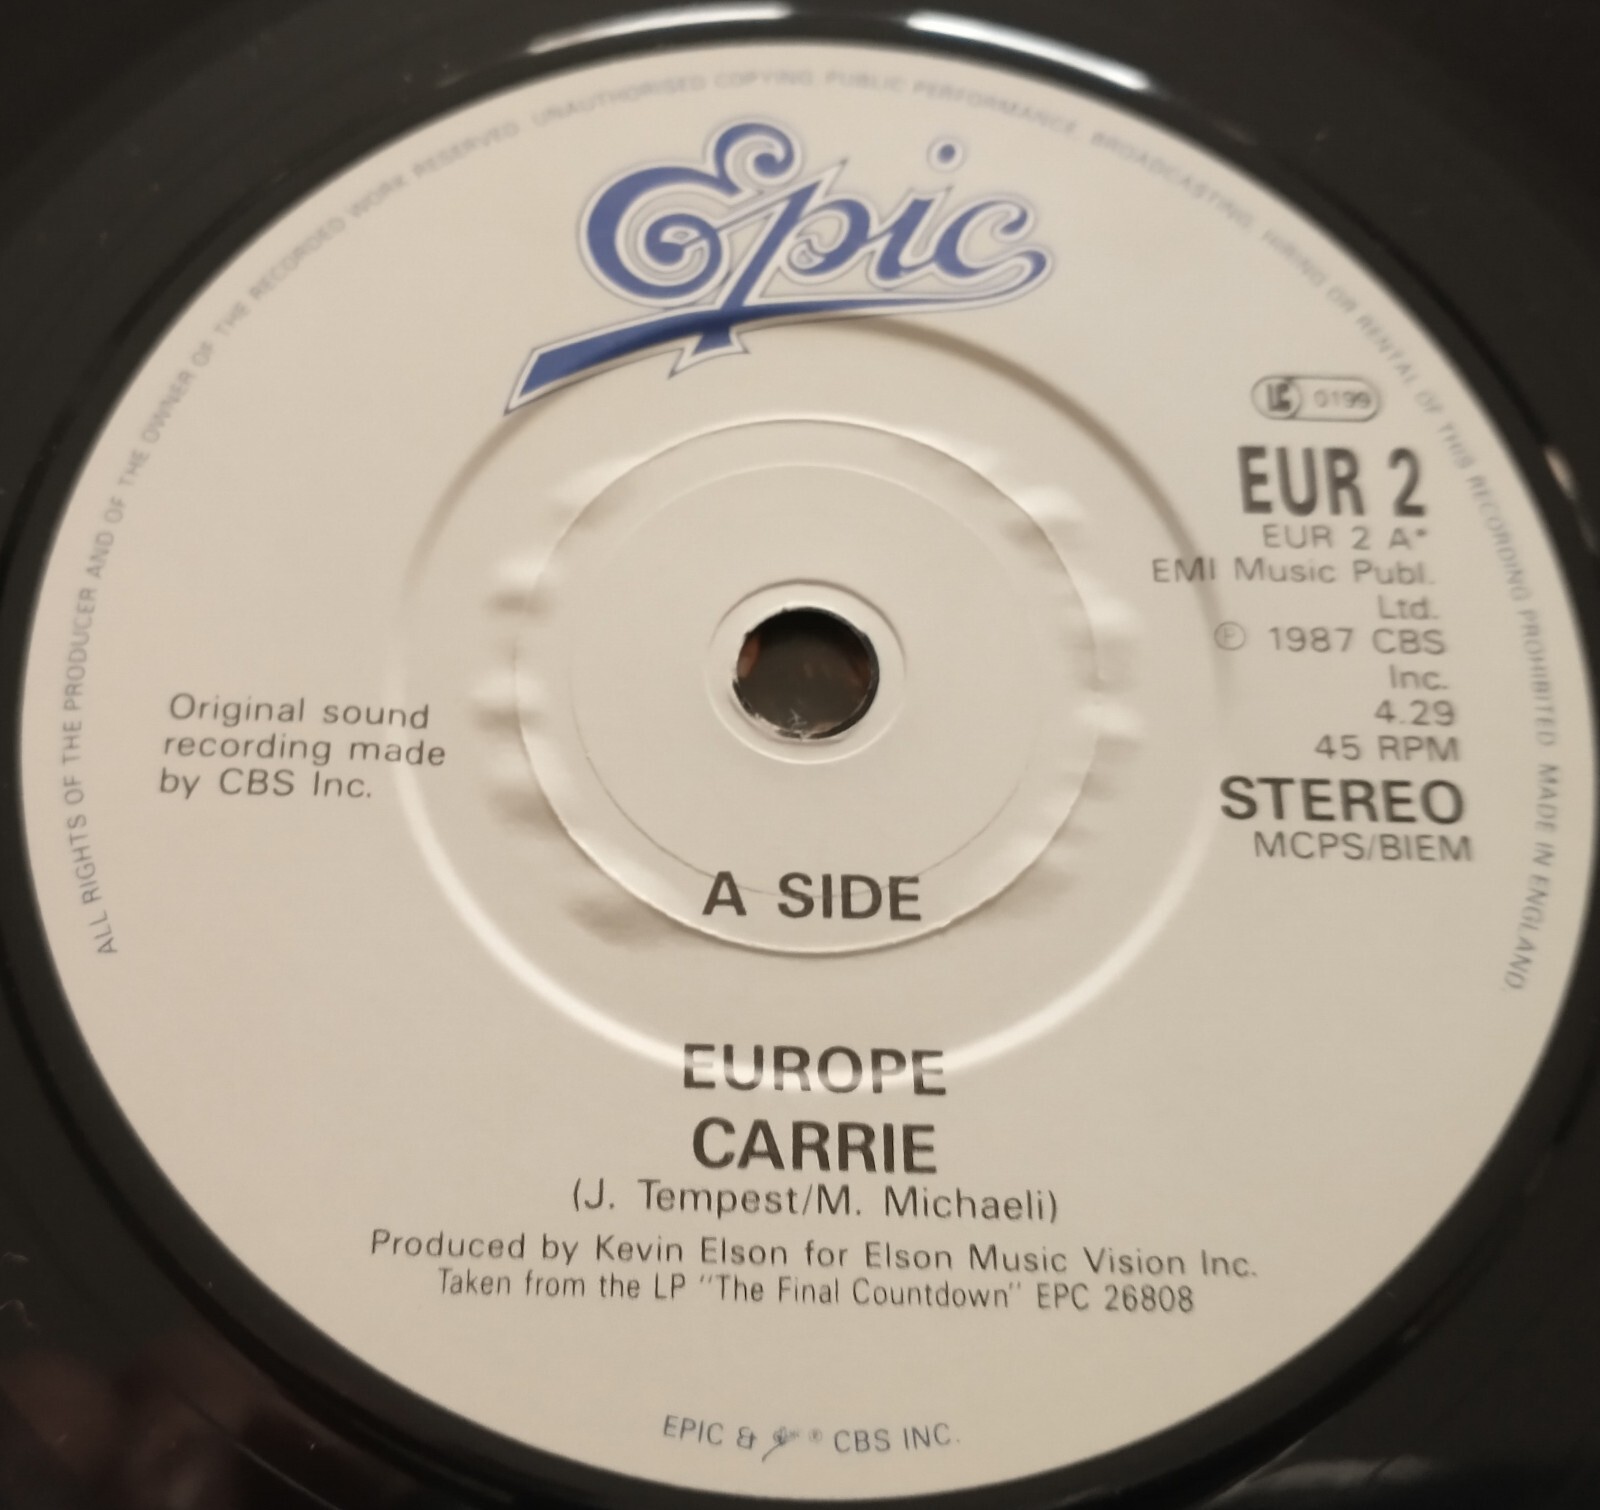 ALL RIGHTS OF THE PRODUCER AND OF THE OWNER OF THE RECORDED WORK RESERVED. UNAUTHORISED COPYING, PUBLIC PERFORMANCE, BROADCASTING, HIRING OR RENTAL OF THIS RECORDING PROHIBITED. MADE IN ENGLAND.
Epic
LC 0199
EUR 2
EUR 2 A*
EMI Music Publ.
Ltd.
Ⓟ 1987 CBS
Inc.
4.29
45 RPM
STEREO
MCPS/BIEM
Original sound
recording made
by CBS Inc.
A SIDE
EUROPE
CARRIE
(J. Tempest/M. Michaeli)
Produced by Kevin Elson for Elson Music Vision Inc.
Taken from the LP "The Final Countdown" EPC 26808
EPIC & ® CBS INC.